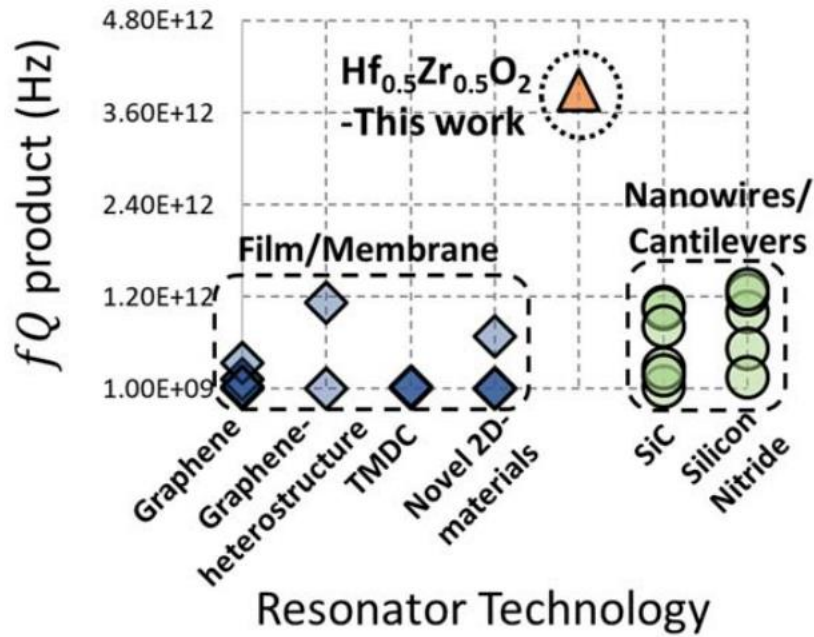 fQ product (Hz)
4.80E+12
3.60E+12
2.40E+12
1.20E+12
1.00E+09
Hf0.5Zr0.5O2
-This work
Film/Membrane
Nanowires/
Cantilevers
Graphene
Graphene-
heterostructure
TMDC
Novel 2D-
materials
SiC
Silicon
Nitride
Resonator Technology